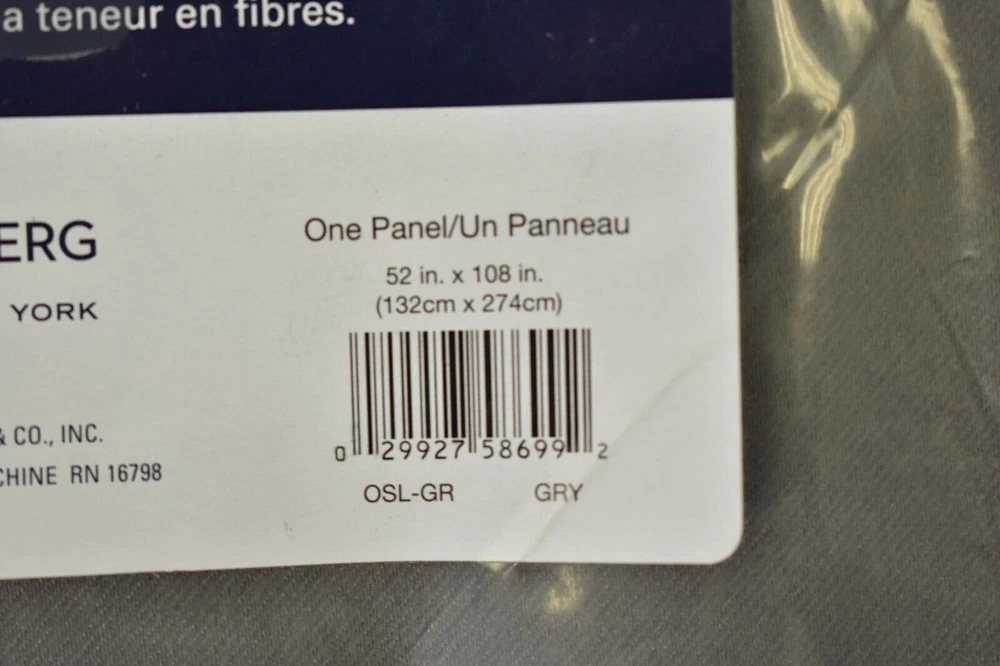 a teneur en fibres.
ERG
YORK
One Panel/Un Panneau
52 in. x 108 in.
(132cm x 274cm)
0 29927 58699 2
OSL-GR GRY
& CO., INC.
CHINE RN 16798